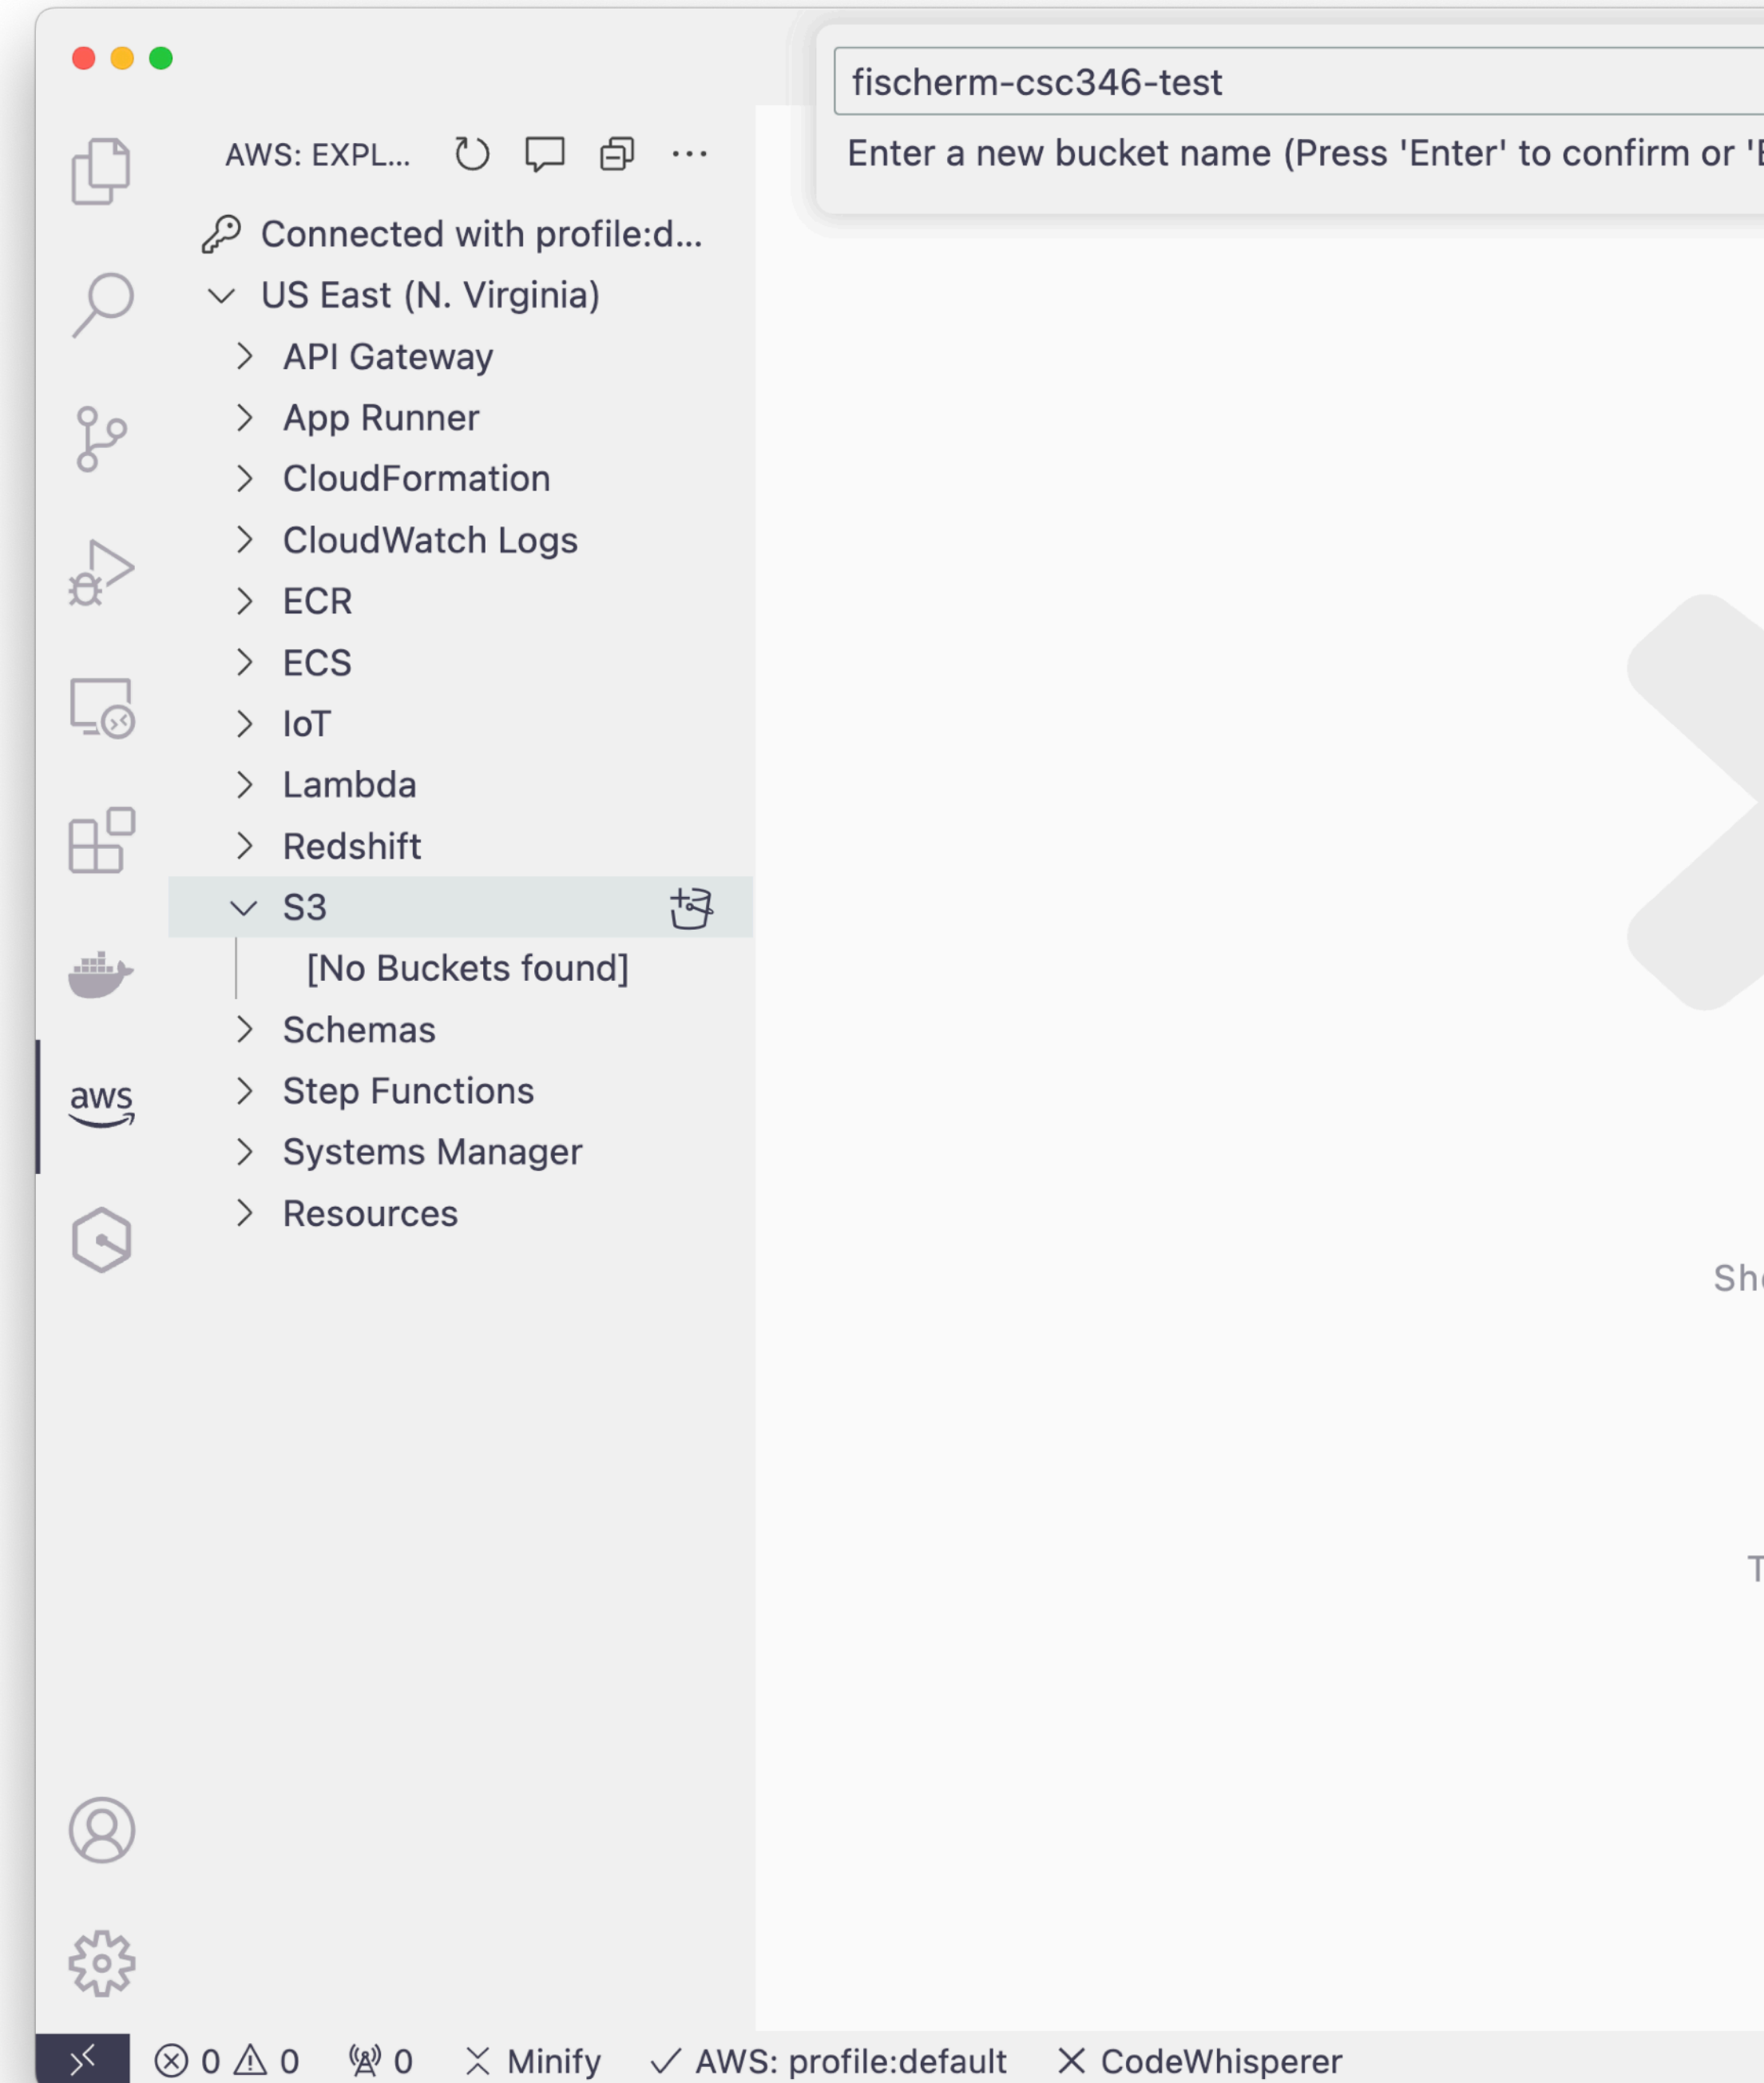 fischerm-csc346-test
Enter a new bucket name (Press 'Enter' to confirm or
AWS: EXPL...
Connected with profile:d...
US East (N. Virginia)
API Gateway
App Runner
CloudFormation
CloudWatch Logs
ECR
ECS
IoT
Lambda
Redshift
S3
[No Buckets found]
Schemas
Step Functions
Systems Manager
Resources
aws
0 0 0 Minify AWS: profile:default CodeWhisperer